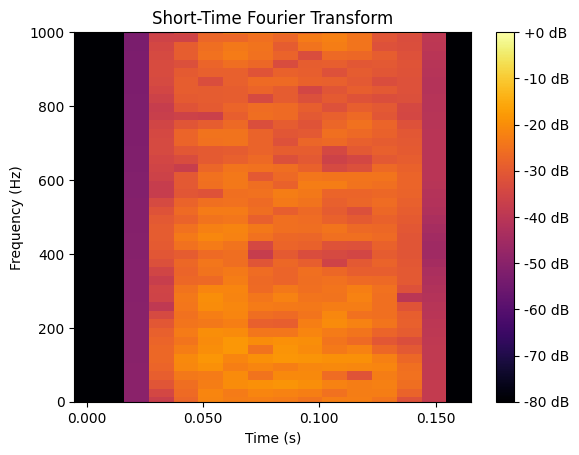 Short-Time Fourier Transform
1000
800
600
400
200
0
Frequency (Hz)
0.000
0.050
0.100
0.150
Time (s)
+0 dB
-10 dB
-20 dB
-30 dB
-40 dB
-50 dB
-60 dB
-70 dB
-80 dB